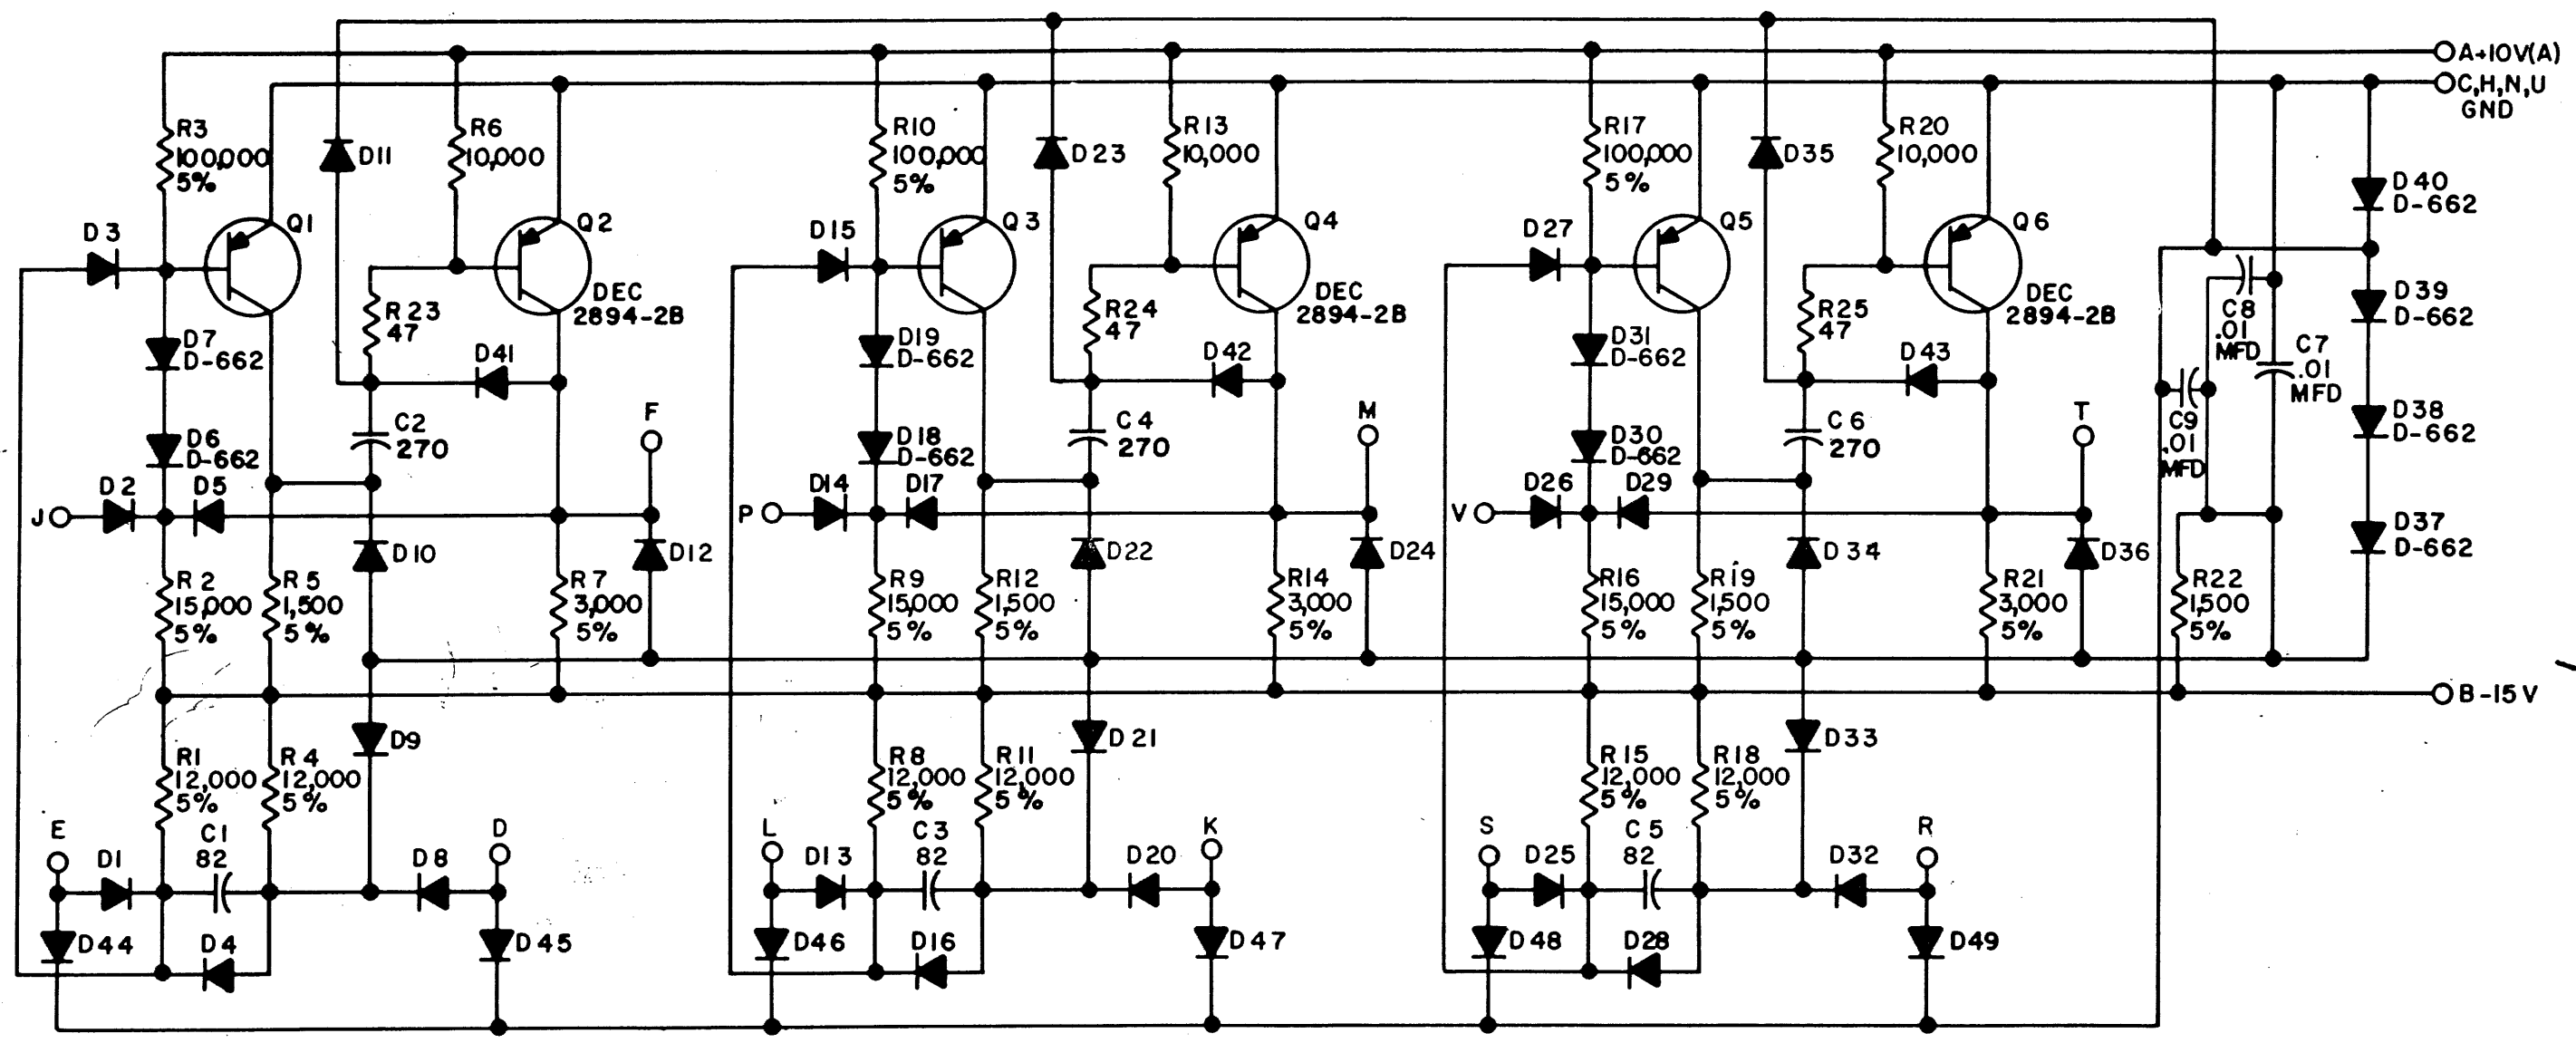 A+10V(A)
C,H,N,U
GND
R3
100,000
5%
D11
R6
10,000
R10
100,000
5%
D23
R13
10,000
R17
100,000
5%
D35
R20
10,000
D40
D-662
D3
Q1
Q2
D15
Q3
Q4
D27
Q5
Q6
DEC
2894-2B
DEC
2894-2B
DEC
2894-2B
D39
D-662
D7
D-662
R23
47
D41
D19
D-662
R24
47
D42
D31
D-662
R25
47
D43
C8
.01
MFD
C7
.01
MFD
D6
D-662
C2
270
F
D18
D-662
C4
270
M
D30
D-662
C6
270
T
C9
.01
MFD
D38
D-662
J
D2
D5
P
D14
D17
V
D26
D29
D10
D12
D22
D24
D34
D36
D37
D-662
R2
15,000
5%
R5
1,500
5%
R7
3,000
5%
R9
15,000
5%
R12
1,500
5%
R14
3,000
5%
R16
15,000
5%
R19
1,500
5%
R21
3,000
5%
R22
1,500
5%
B-15V
D9
D21
D33
R1
12,000
5%
R4
12,000
5%
R8
12,000
5%
R11
12,000
5%
R15
12,000
5%
R18
12,000
5%
E
D1
C1
82
D8
D
L
D13
C3
82
D20
K
S
D25
C5
82
D32
R
D44
D4
D45
D46
D16
D47
D48
D28
D49